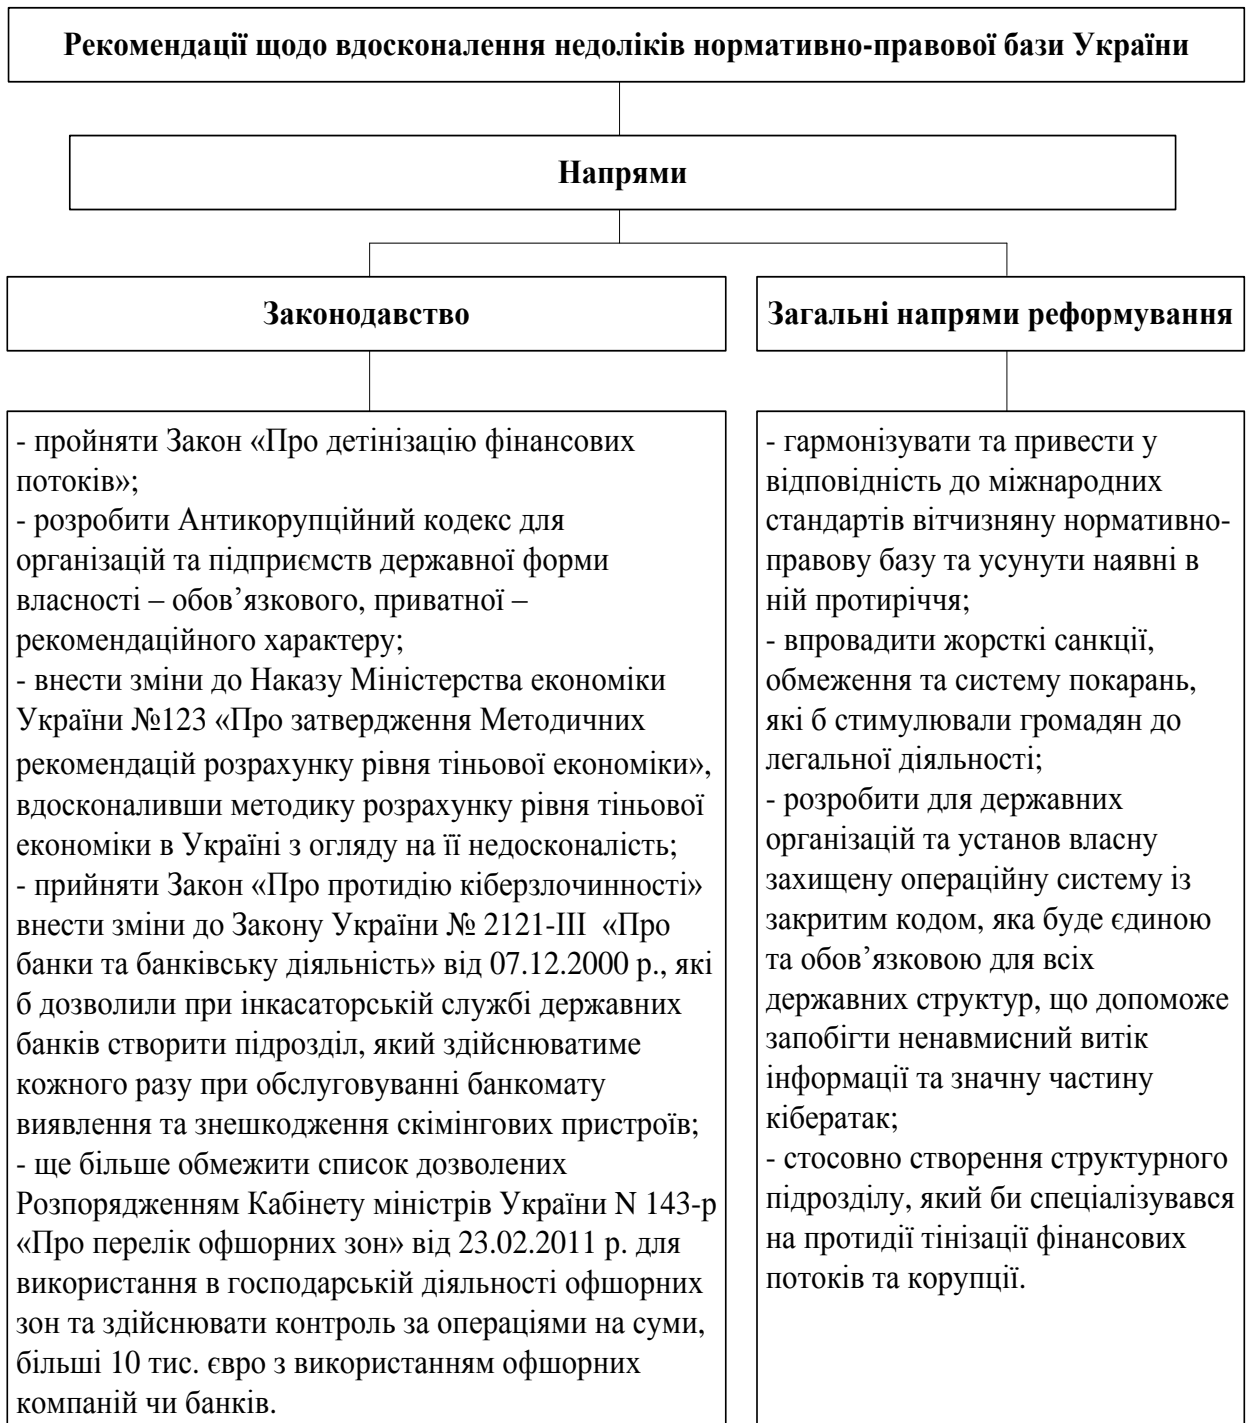 Рекомендації щодо вдосконалення недоліків нормативно-правової бази України
Напрями
Законодавство
- пройняти Закон «Про детінізацію фінансових
потоків»;
- розробити Антикорупційний кодекс для
організацій та підприємств державної форми
власності – обов’язкового, приватної –
рекомендаційного характеру;
- внести зміни до Наказу Міністерства економіки
України №123 «Про затвердження Методичних
рекомендацій розрахунку рівня тіньової економіки»,
вдосконаливши методику розрахунку рівня тіньової
економіки в Україні з огляду на її недосконалість;
- прийняти Закон «Про протидію кіберзлочинності»
внести зміни до Закону України № 2121-III «Про
банки та банківську діяльність» від 07.12.2000 р., які
б дозволили при інкасаторській службі державних
банків створити підрозділ, який здійснюватиме
кожного разу при обслуговуванні банкомату
виявлення та знешкодження скімінгових пристроїв;
- ще більше обмежити список дозволених
Розпорядженням Кабінету міністрів України N 143-р
«Про перелік офшорних зон» від 23.02.2011 р. для
використання в господарській діяльності офшорних
зон та здійснювати контроль за операціями на суми,
більші 10 тис. євро з використанням офшорних
компаній чи банків.
Загальні напрями реформування
- гармонізувати та привести у
відповідність до міжнародних
стандартів вітчизняну нормативно-
правову базу та усунути наявні в
ній протиріччя;
- впровадити жорсткі санкції,
обмеження та систему покарань,
які б стимулювали громадян до
легальної діяльності;
- розробити для державних
організацій та установ власну
захищену операційну систему із
закритим кодом, яка буде єдиною
та обов’язковою для всіх
державних структур, що допоможе
запобігти ненавмисний витік
інформації та значну частину
кібератак;
- стосовно створення структурного
підрозділу, який би спеціалізувався
на протидії тінізації фінансових
потоків та корупції.